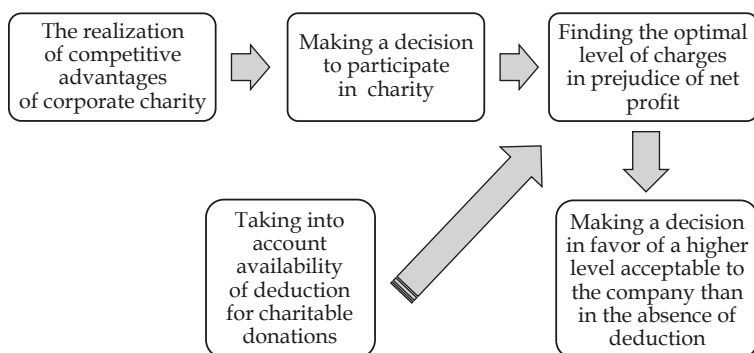 The realization
of competitive
advantages
of corporate charity
Making a decision
to participate
in charity
Finding the optimal
level of charges
in prejudice of net
profit
Taking into
account
availability
of deduction
for charitable
donations
Making a decision
in favor of a higher
level acceptable to
the company than
in the absence of
deduction